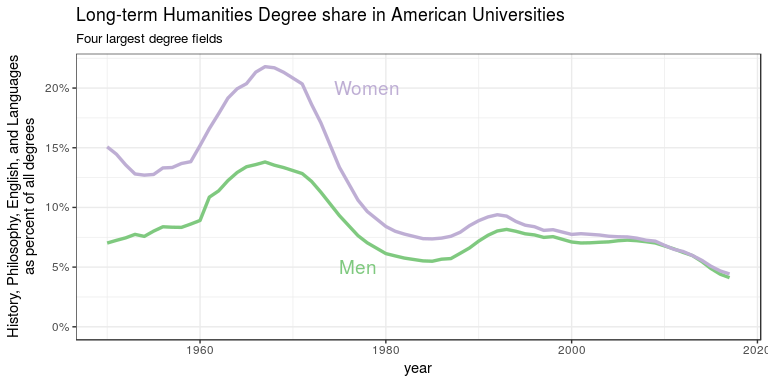 Long-term Humanities Degree share in American Universities
Four largest degree fields
History, Philosophy, English, and Languages
as percent of all degrees
20%
15%
10%
5%
0%
Women
Men
1960
1980
2000
2020
year